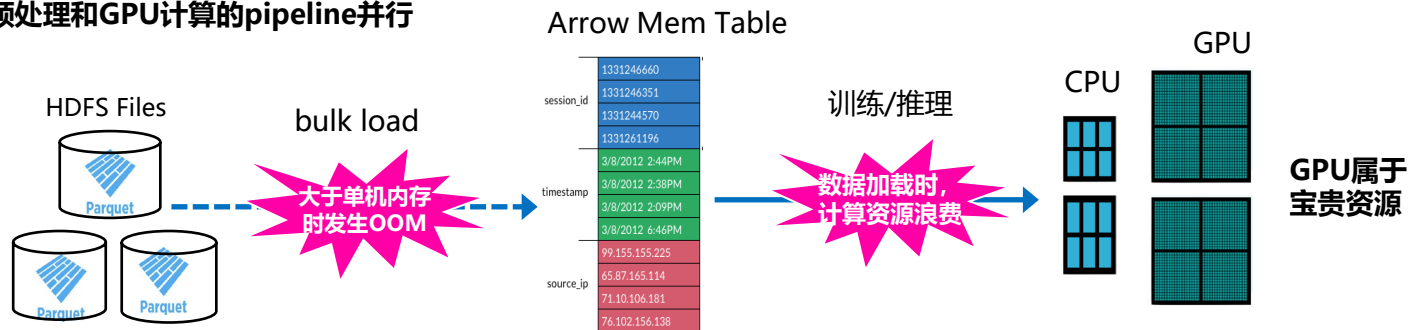 预处理和GPU计算的pipeline并行
Arrow Mem Table
GPU
CPU
HDFS Files
bulk load
训练/推理
Parquet
Parquet
Parquet
大于单机内存
时发生OOM
session_id
1331246660
1331246351
1331244570
1331261196
timestamp
3/8/2012 2:44PM
3/8/2012 2:38PM
3/8/2012 2:09PM
3/8/2012 6:46PM
source_ip
99.155.155.225
65.87.165.114
71.10.106.181
76.102.156.138
数据加载时，
计算资源浪费
GPU属于
宝贵资源